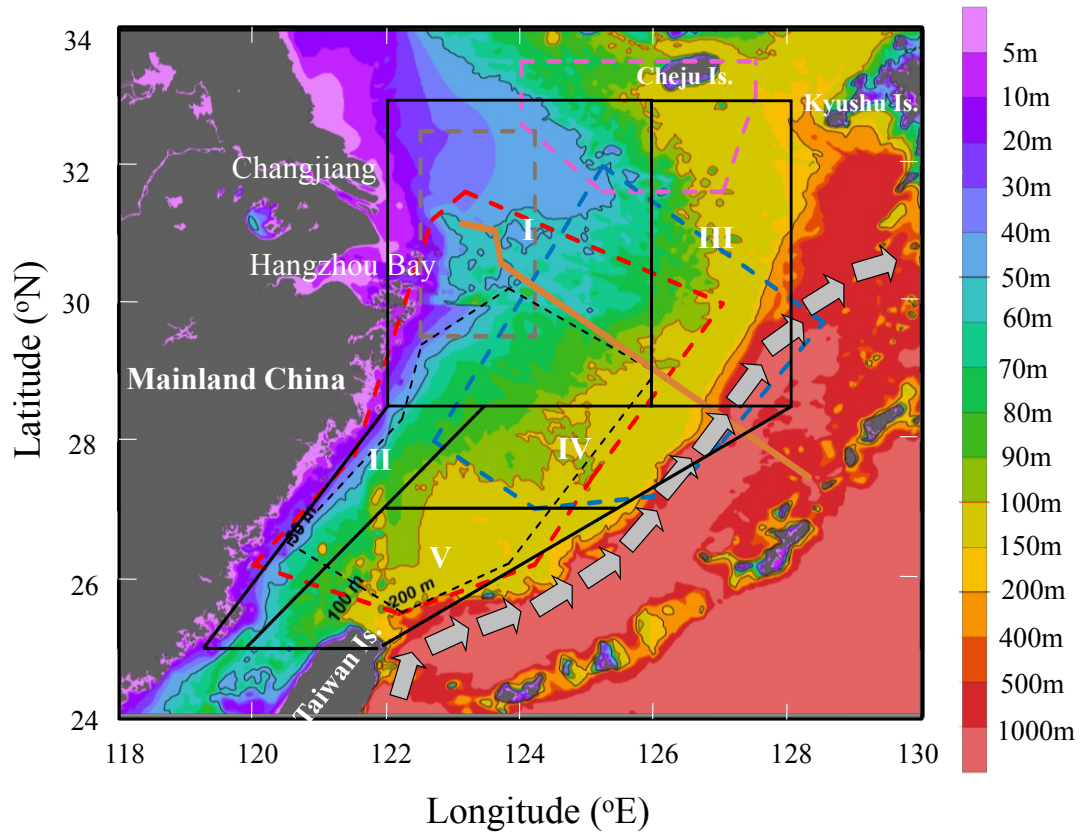 34
32
30
28
26
24
Latitude (ºN)
118
120
122
124
126
128
130
Longitude (ºE)
Cheju Is.
Kyushu Is.
Changjiang
I
III
Hangzhou Bay
Mainland China
II
IV
50 m
V
100 m
200 m
Taiwan Is.
5m
10m
20m
30m
40m
50m
60m
70m
80m
90m
100m
150m
200m
400m
500m
1000m